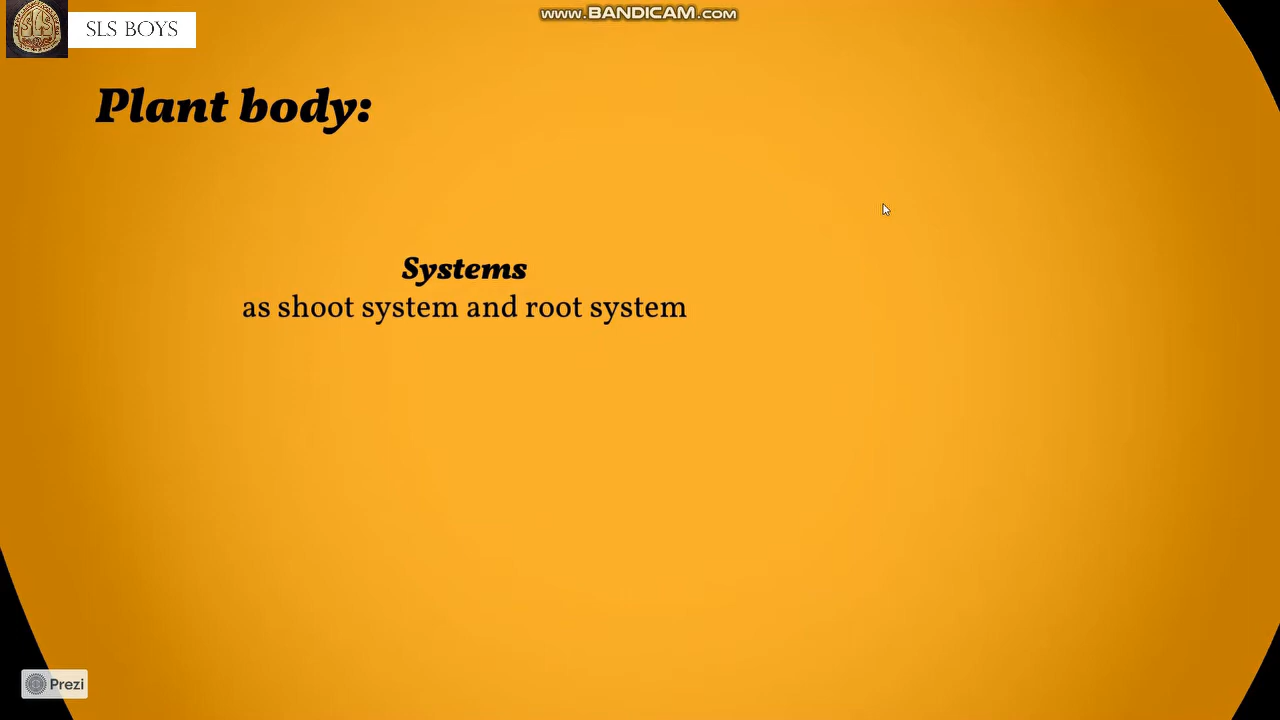 www.BANDICAM.com
SLS BOYS
Plant body:
Systems
as shoot system and root system
Prezi